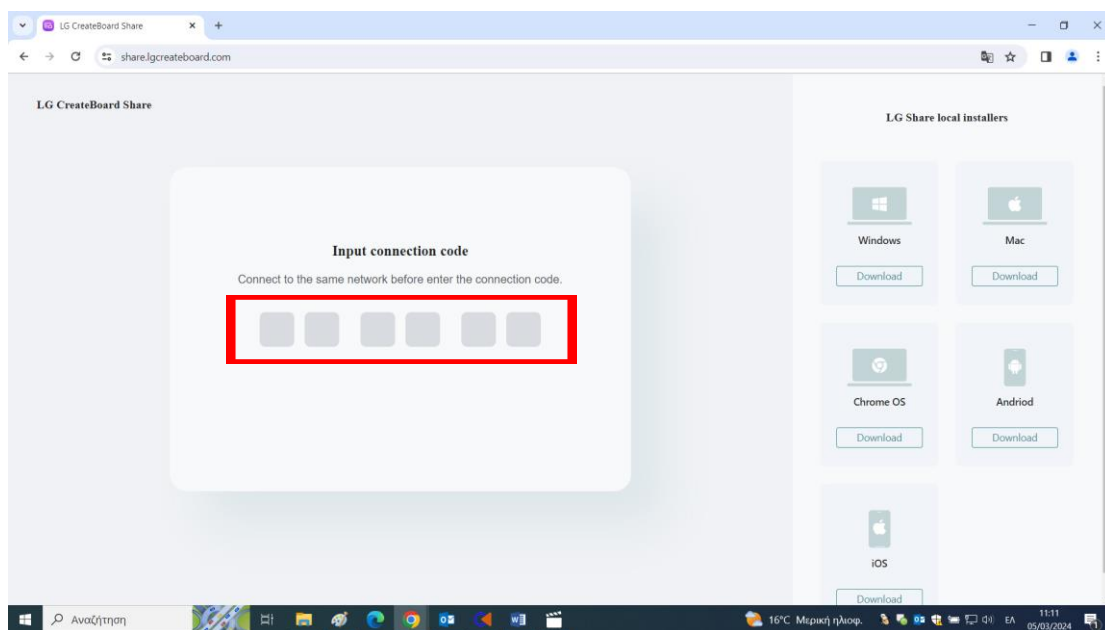 LG CreateBoard Share
share.lgcreateboard.com
LG CreateBoard Share
Input connection code
Connect to the same network before enter the connection code.
LG Share local installers
Windows
Mac
Download
Download
Chrome OS
Andriod
Download
Download
iOS
Download
Αναζήτηση
16°C Μερική ηλιοφ.
ΕΛ
11:11
05/03/2024